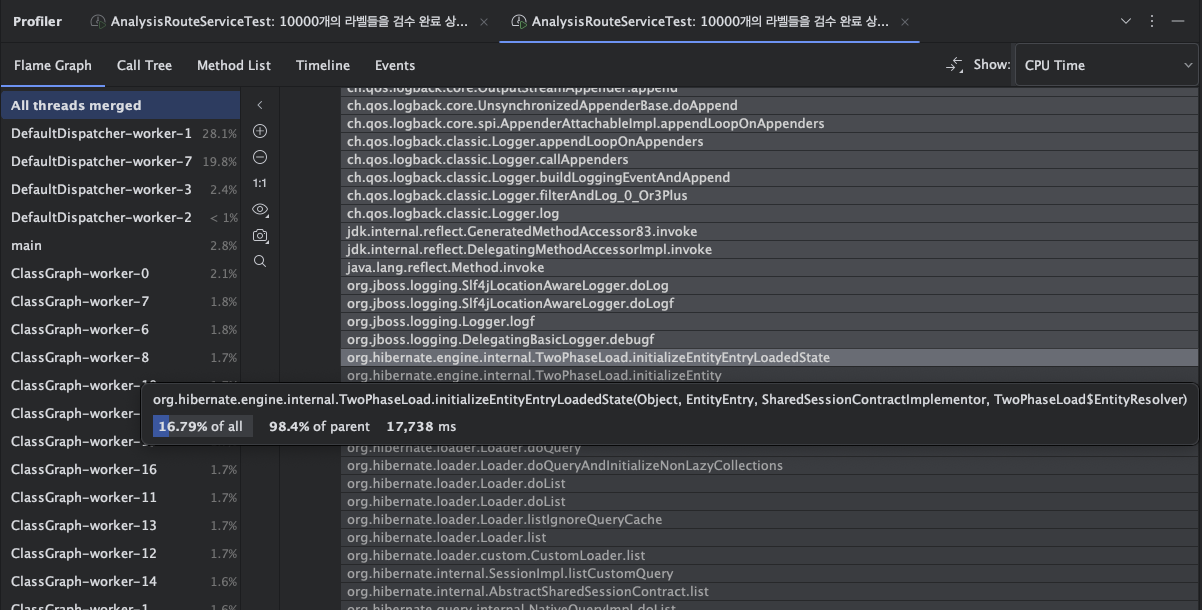 Profiler
AnalysisRouteServiceTest: 10000개의 라벨들을 검수 완료 상...
AnalysisRouteServiceTest: 10000개의 라벨들을 검수 완료 상...
Flame Graph
Call Tree
Method List
Timeline
Events
Show:
CPU Time
All threads merged
DefaultDispatcher-worker-1 28.1%
DefaultDispatcher-worker-7 19.8%
DefaultDispatcher-worker-3 2.4%
DefaultDispatcher-worker-2 < 1%
main 2.8%
ClassGraph-worker-0 2.1%
ClassGraph-worker-7 1.8%
ClassGraph-worker-6 1.8%
ClassGraph-worker-8 1.7%
ClassGraph-worker-
ClassGraph-worker-
ClassGraph-worker-
ClassGraph-worker-16 1.7%
ClassGraph-worker-11 1.7%
ClassGraph-worker-13 1.7%
ClassGraph-worker-12 1.7%
ClassGraph-worker-14 1.6%
ClassGraph-worker-1 1.6%
1:1
ch.qos.logback.core.OutputStreamAppender.append
ch.qos.logback.core.UnsynchronizedAppenderBase.doAppend
ch.qos.logback.core.spi.AppenderAttachableImpl.appendLoopOnAppenders
ch.qos.logback.classic.Logger.appendLoopOnAppenders
ch.qos.logback.classic.Logger.callAppenders
ch.qos.logback.classic.Logger.buildLoggingEventAndAppend
ch.qos.logback.classic.Logger.filterAndLog_0_Or3Plus
ch.qos.logback.classic.Logger.log
jdk.internal.reflect.GeneratedMethodAccessor83.invoke
jdk.internal.reflect.DelegatingMethodAccessorImpl.invoke
java.lang.reflect.Method.invoke
org.jboss.logging.Slf4jLocationAwareLogger.doLog
org.jboss.logging.Slf4jLocationAwareLogger.doLogf
org.jboss.logging.Logger.logf
org.jboss.logging.DelegatingBasicLogger.debugf
org.hibernate.engine.internal.TwoPhaseLoad.initializeEntityEntryLoadedState
org.hibernate.engine.internal.TwoPhaseLoad.initializeEntity
org.hibernate.engine.internal.TwoPhaseLoad.initializeEntityEntryLoadedState(Object, EntityEntry, SharedSessionContractImplementor, TwoPhaseLoad$EntityResolver)
16.79% of all 98.4% of parent 17,738 ms
org.hibernate.loader.Loader.doQuery
org.hibernate.loader.Loader.doQueryAndInitializeNonLazyCollections
org.hibernate.loader.Loader.doList
org.hibernate.loader.Loader.doList
org.hibernate.loader.Loader.listIgnoreQueryCache
org.hibernate.loader.Loader.list
org.hibernate.loader.custom.CustomLoader.list
org.hibernate.internal.SessionImpl.listCustomQuery
org.hibernate.internal.AbstractSharedSessionContract.list
org.hibernate.query.internal.NativeQueryImpl.doList